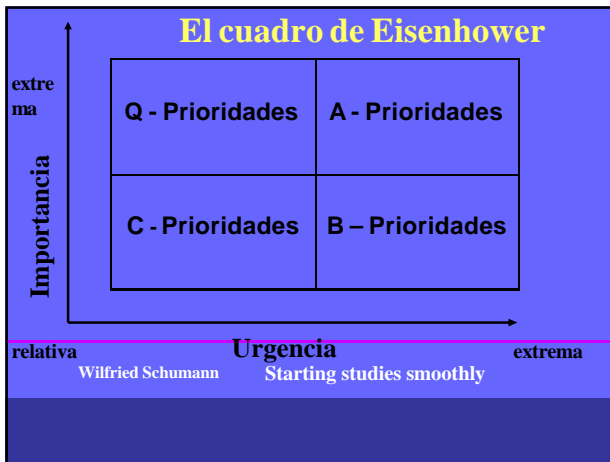 El cuadro de Eisenhower
extre
ma
Q - Prioridades
A - Prioridades
Importancia
C - Prioridades
B – Prioridades
relativa
Urgencia
extrema
Wilfried Schumann
Starting studies smoothly